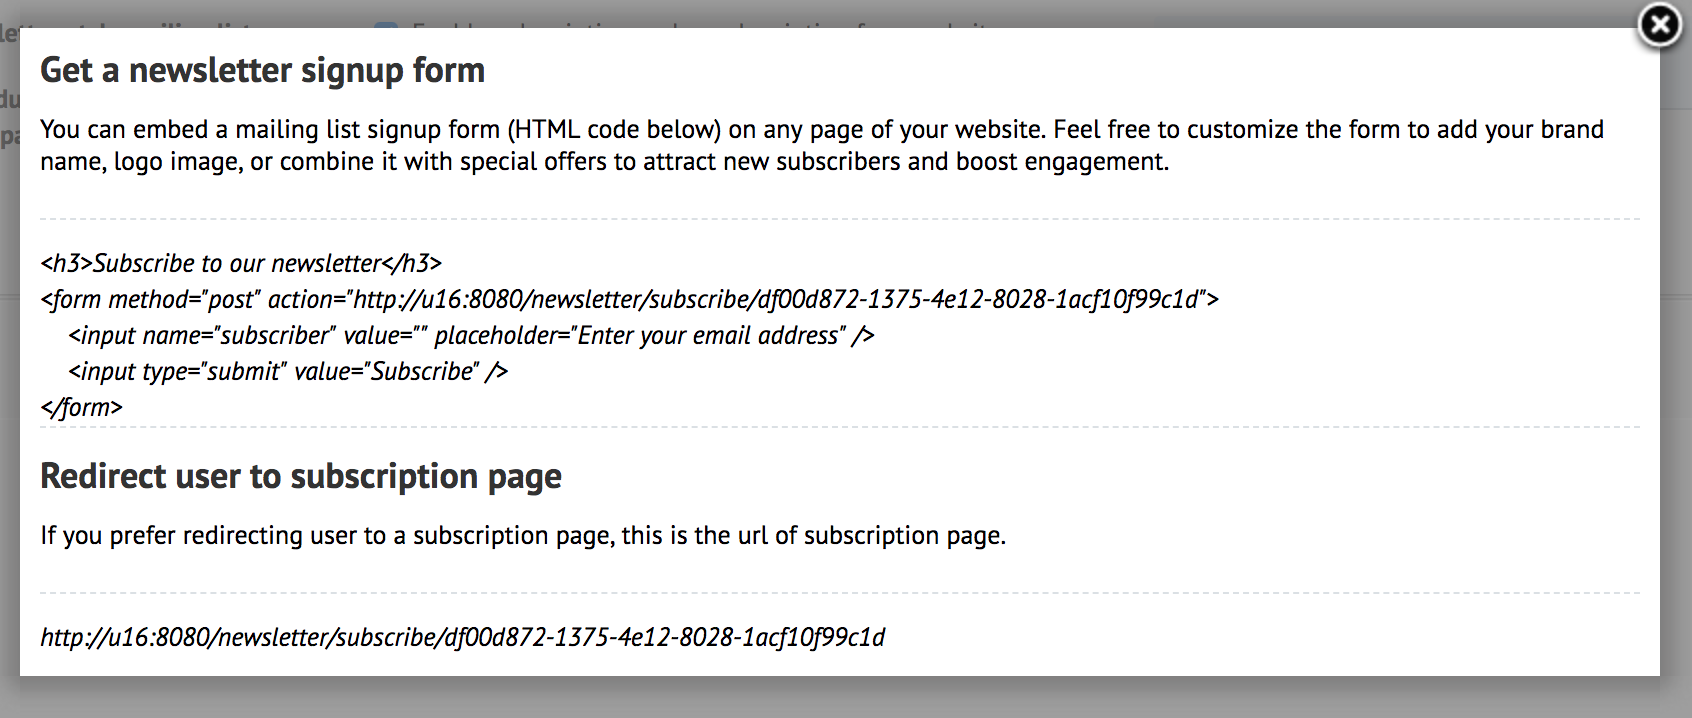 Get a newsletter signup form
You can embed a mailing list signup form (HTML code below) on any page of your website. Feel free to customize the form to add your brand
name, logo image, or combine it with special offers to attract new subscribers and boost engagement.
<h3>Subscribe to our newsletter</h3>
<form method="post" action="http://u16:8080/newsletter/subscribe/df00d872-1375-4e12-8028-1acf10f99c1d">
<input name="subscriber" value="" placeholder="Enter your email address" />
<input type="submit" value="Subscribe" />
</form>
Redirect user to subscription page
If you prefer redirecting user to a subscription page, this is the url of subscription page.
http://u16:8080/newsletter/subscribe/df00d872-1375-4e12-8028-1acf10f99c1d